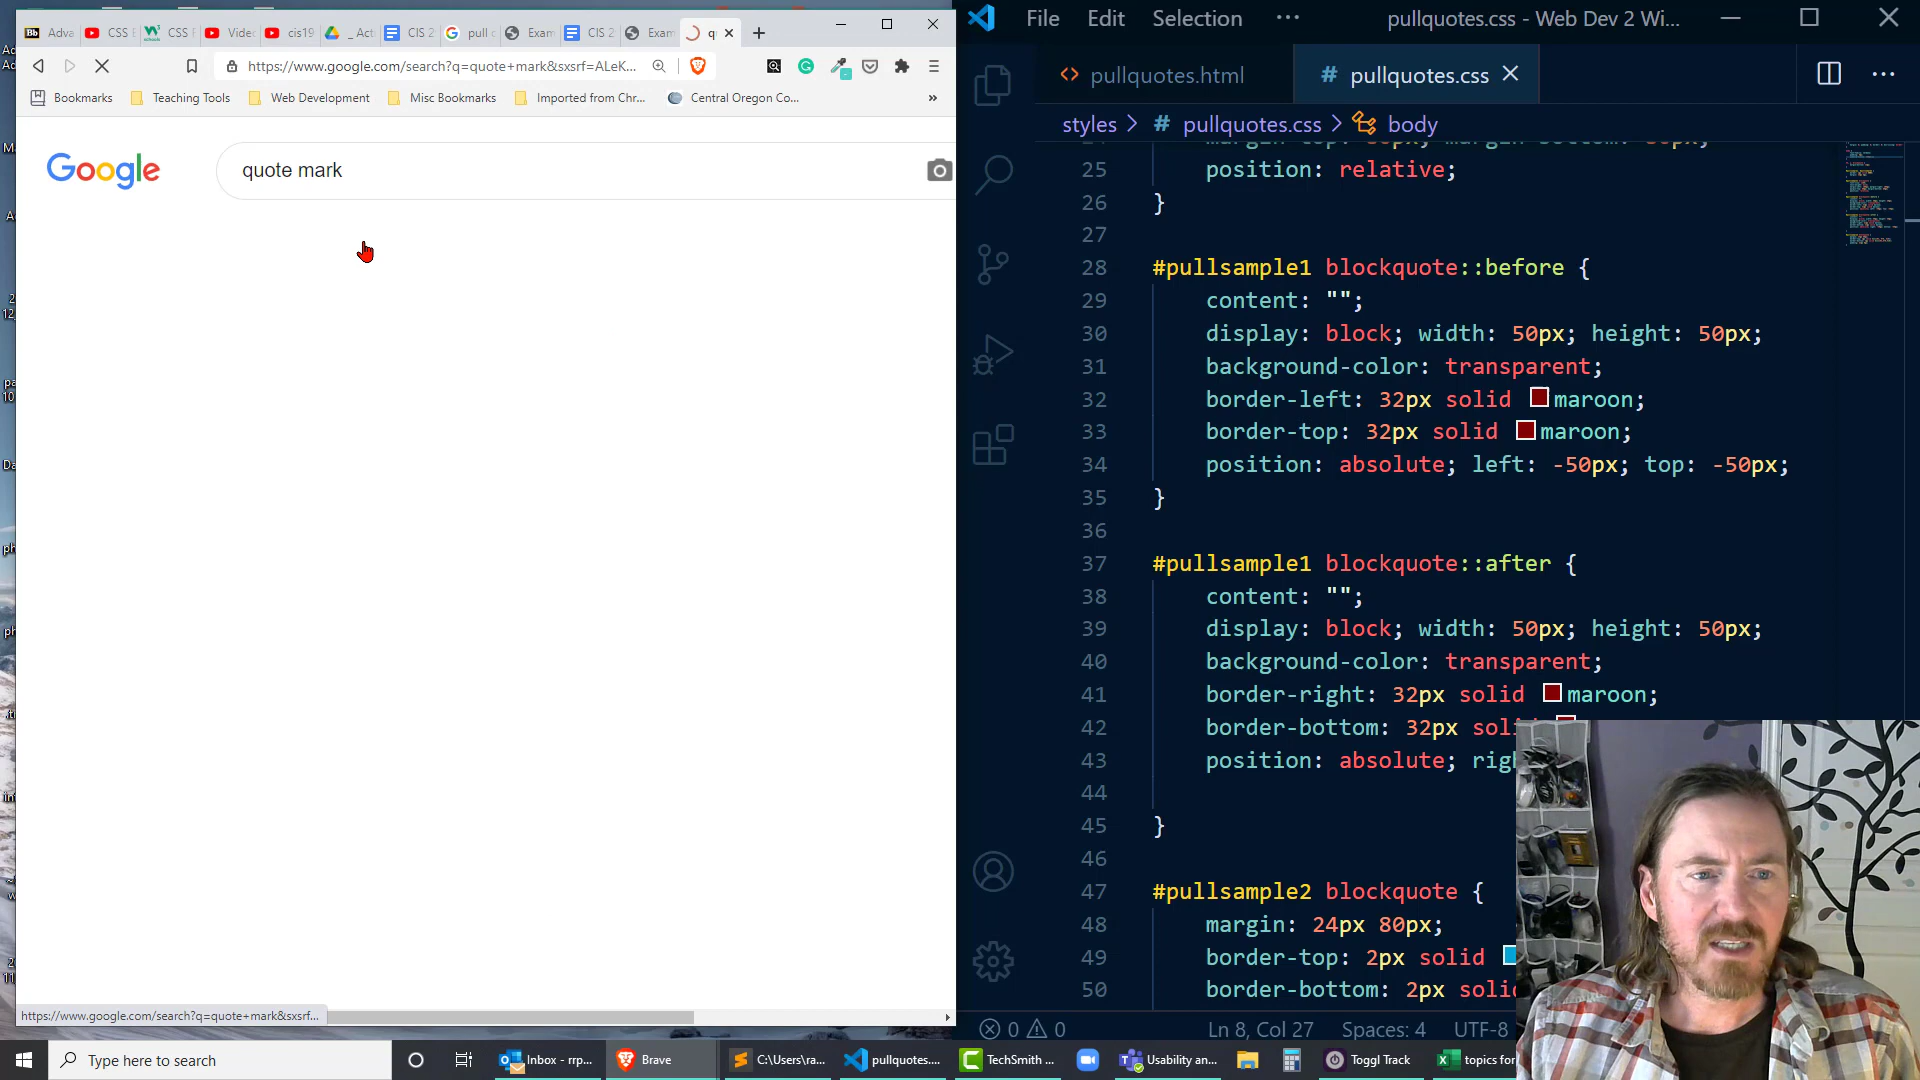 Bb Adva
CSS E
CSS F
Vide
cis19
_ Act
CIS 2
pull c
Exam
CIS 2
Exam
q
https://www.google.com/search?q=quote+mark&sxsrf=ALeK...
Bookmarks
Teaching Tools
Web Development
Misc Bookmarks
Imported from Chr...
Central Oregon Co...
»
Google
quote mark
https://www.google.com/search?q=quote+mark&sxsrf...
File Edit Selection ···
pullquotes.css - Web Dev 2 Wi...
<> pullquotes.html
# pullquotes.css
styles > # pullquotes.css > body
25 position: relative;
26 }
27
28 #pullsample1 blockquote::before {
29 content: "";
30 display: block; width: 50px; height: 50px;
31 background-color: transparent;
32 border-left: 32px solid maroon;
33 border-top: 32px solid maroon;
34 position: absolute; left: -50px; top: -50px;
35 }
36
37 #pullsample1 blockquote::after {
38 content: "";
39 display: block; width: 50px; height: 50px;
40 background-color: transparent;
41 border-right: 32px solid maroon;
42 border-bottom: 32px soli
43 position: absolute; righ
44
45 }
46
47 #pullsample2 blockquote {
48 margin: 24px 80px;
49 border-top: 2px solid
50 border-bottom: 2px soli
0 0
Ln 8, Col 27
Spaces: 4
UTF-8
Type here to search
Inbox - rrp...
Brave
C:\Users\ra...
pullquotes....
TechSmith ...
Usability an...
Toggl Track
topics for